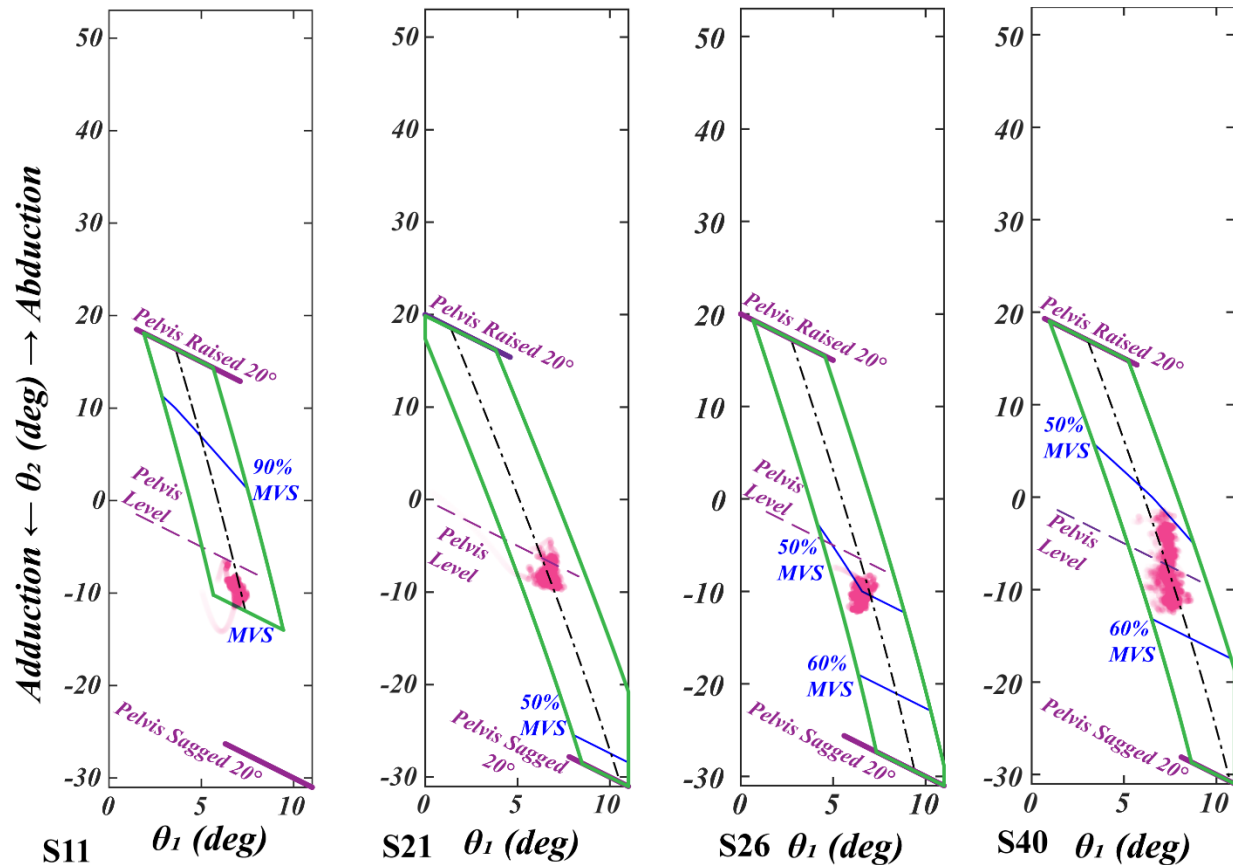 Adduction ← θ2 (deg) → Abduction
50
40
30
20
10
0
-10
-20
-30
0
5
10
Pelvis Raised 20°
90%
MVS
Pelvis
Level
MVS
Pelvis Sagged 20°
S11
θ1 (deg)
50
40
30
20
10
0
-10
-20
-30
0
5
10
Pelvis Raised 20°
Pelvis
Level
50%
MVS
Pelvis Sagged
20°
S21
θ1 (deg)
50
40
30
20
10
0
-10
-20
-30
0
5
10
Pelvis Raised 20°
Pelvis
Level
50%
MVS
60%
MVS
Pelvis Sagged 20°
S26
θ1 (deg)
50
40
30
20
10
0
-10
-20
-30
0
5
10
Pelvis Raised 20°
50%
MVS
Pelvis
Level
60%
MVS
Pelvis Sagged 20°
S40
θ1 (deg)